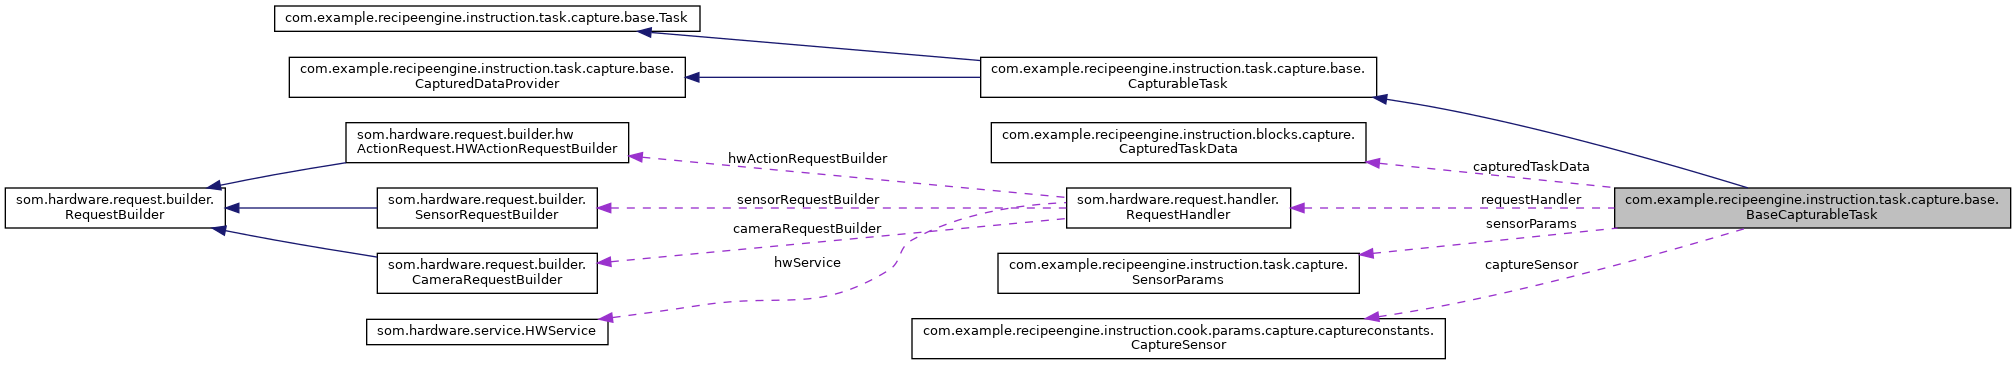 com.example.recipeengine.instruction.task.capture.base.Task
com.example.recipeengine.instruction.task.capture.base.
CapturedDataProvider
com.example.recipeengine.instruction.task.capture.base.
CapturableTask
som.hardware.request.builder.hw
ActionRequest.HWActionRequestBuilder
com.example.recipeengine.instruction.blocks.capture.
CapturedTaskData
hwActionRequestBuilder
capturedTaskData
som.hardware.request.builder.
RequestBuilder
som.hardware.request.builder.
SensorRequestBuilder
sensorRequestBuilder
som.hardware.request.handler.
RequestHandler
requestHandler
com.example.recipeengine.instruction.task.capture.base.
BaseCapturableTask
sensorParams
cameraRequestBuilder
som.hardware.request.builder.
CameraRequestBuilder
hwService
com.example.recipeengine.instruction.task.capture.
SensorParams
captureSensor
som.hardware.service.HWService
com.example.recipeengine.instruction.cook.params.capture.captureconstants.
CaptureSensor